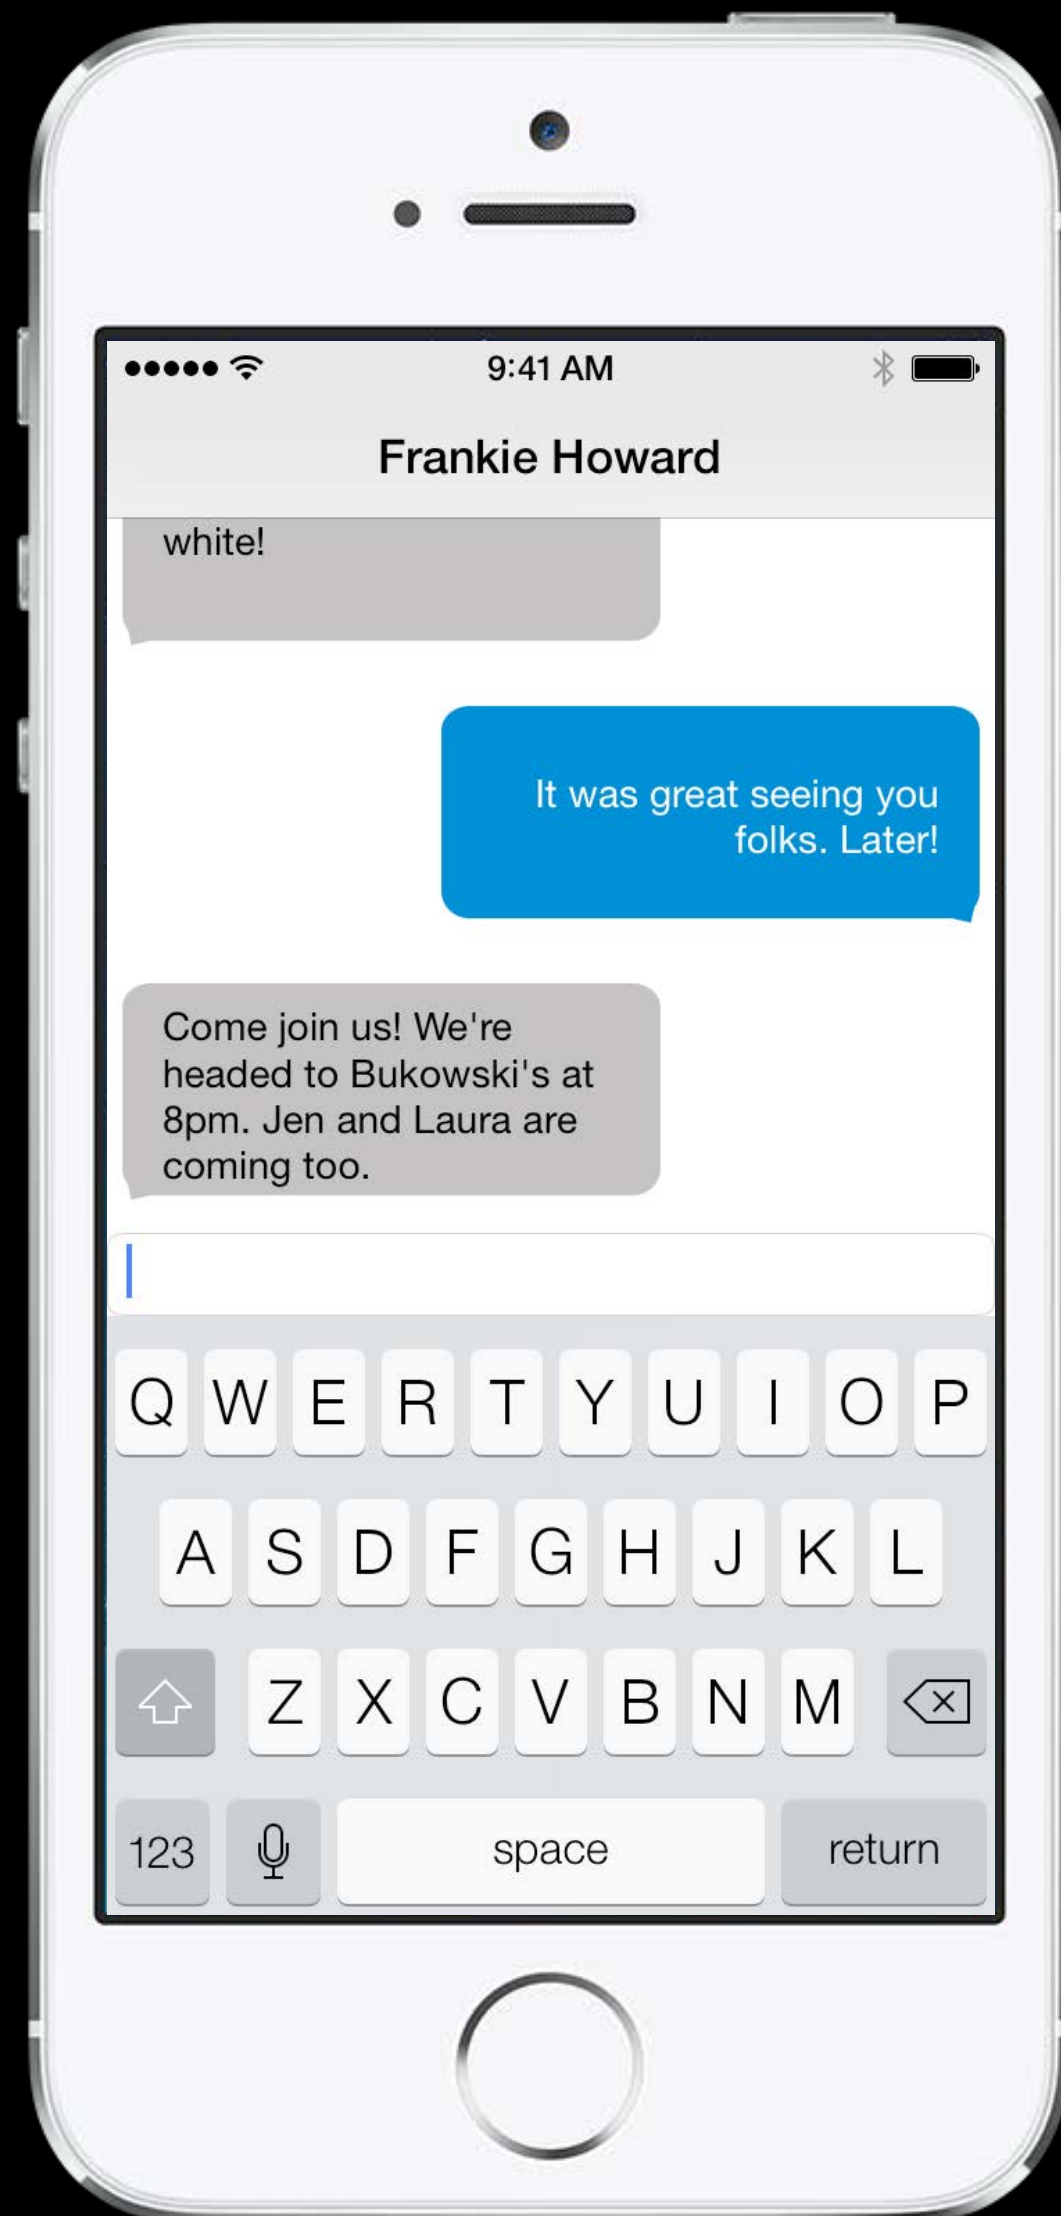 9:41 AM
Frankie Howard
white!
It was great seeing you
folks. Later!
Come join us! We're
headed to Bukowski's at
8pm. Jen and Laura are
coming too.
Q W E R T Y U I O P
A S D F G H J K L
Z X C V B N M
123 space return